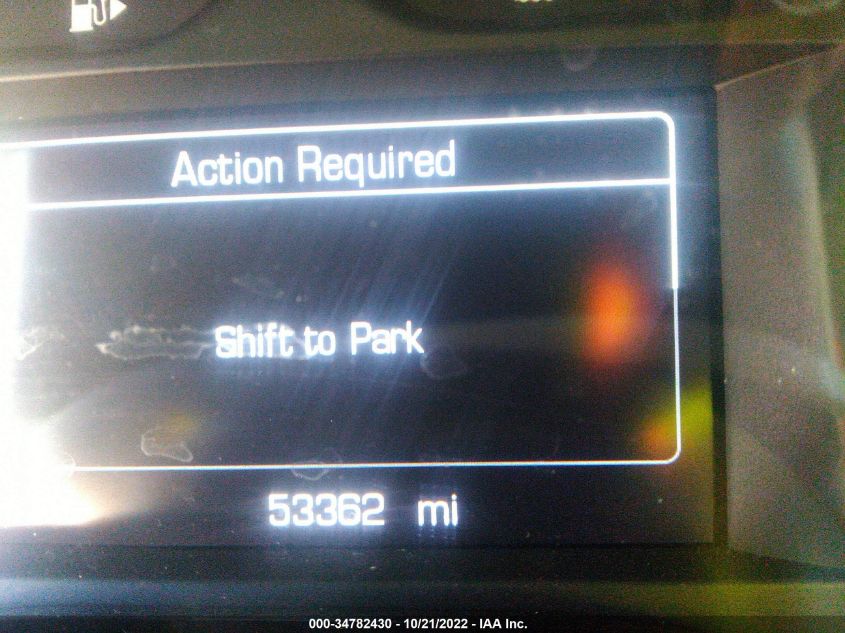 Action Required
Shift to Park
53362 mi
000-34782430 - 10/21/2022 - IAA Inc.